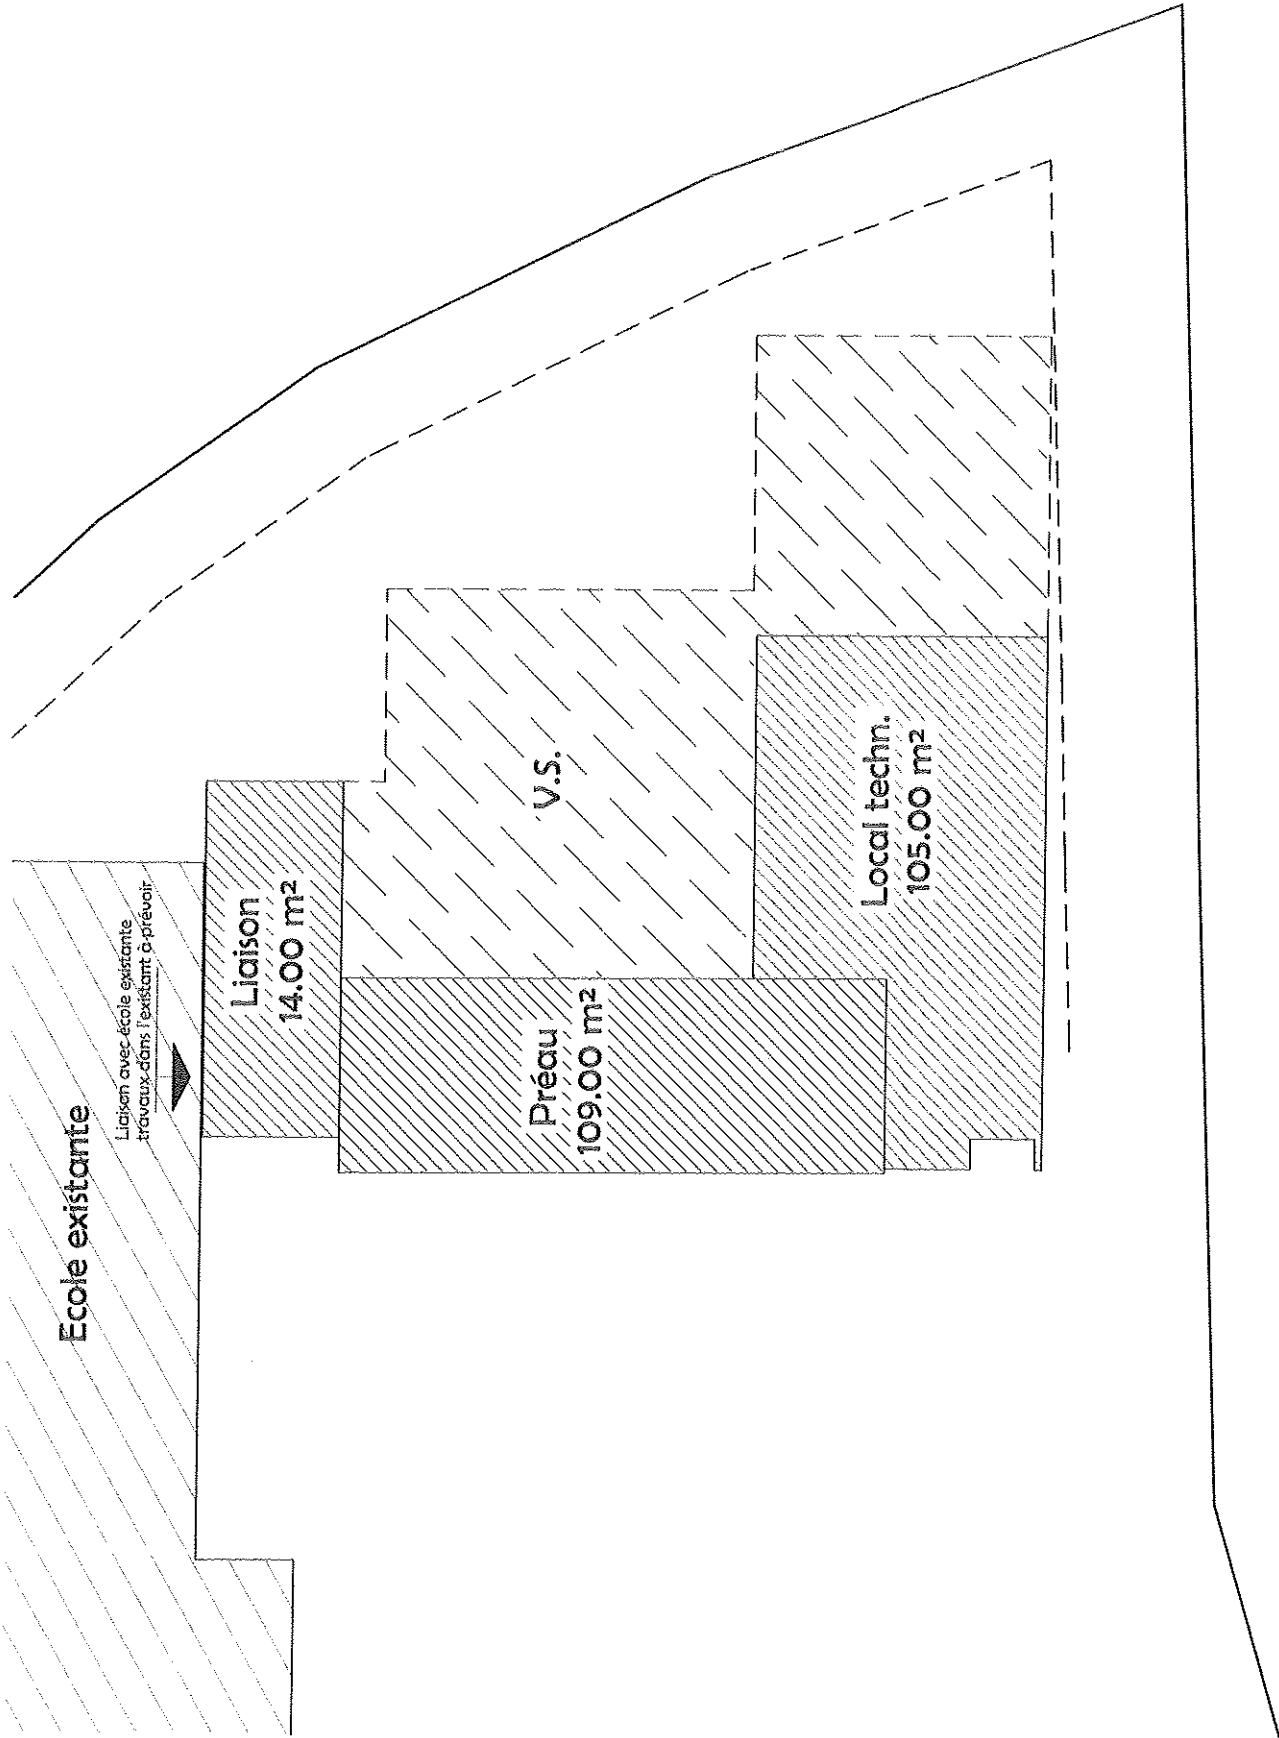 Ecole existante
Liaison avec école existante
travaux dans l'existant à prévoir
Liaison
14.00 m²
Préau
109.00 m²
V.S.
Local techn.
105.00 m²